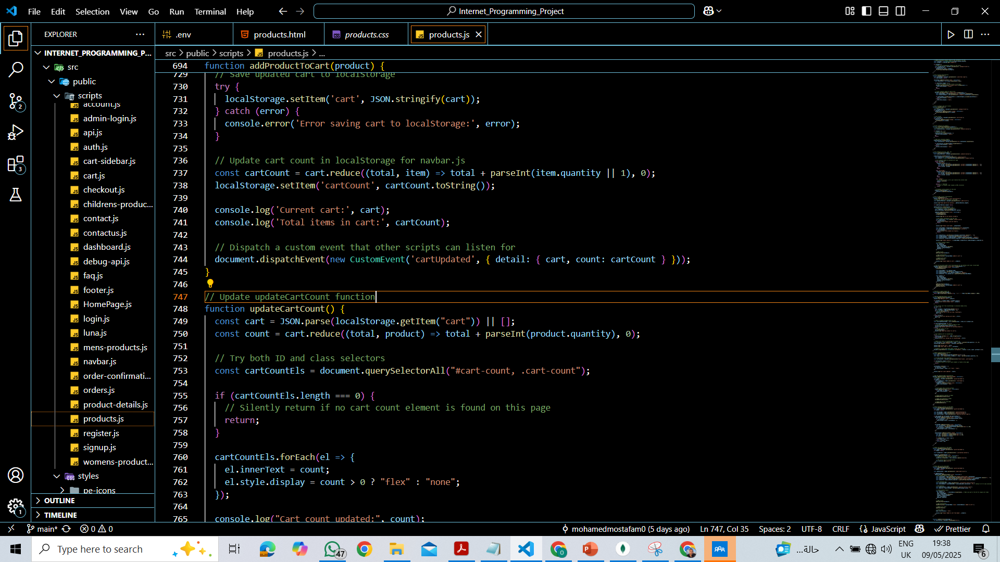 File Edit Selection View Go Run Terminal Help
Internet_Programming_Project
EXPLORER
.env
products.html
products.css
products.js
INTERNET_PROGRAMMING_P...
src
public
scripts
account.js
admin-login.js
api.js
auth.js
cart-sidebar.js
cart.js
checkout.js
childrens-produc...
contact.js
contactus.js
dashboard.js
debug-api.js
faq.js
footer.js
HomePage.js
login.js
luna.js
mens-products.js
navbar.js
order-confirmati...
orders.js
product-details.js
products.js
register.js
signup.js
womens-product...
styles
pe-icons
OUTLINE
TIMELINE
2
3
1
src > public > scripts > products.js > ...
694 function addProductToCart(product) {
729 // Save updated cart to localStorage
730 try {
731 localStorage.setItem('cart', JSON.stringify(cart));
732 } catch (error) {
733 console.error('Error saving cart to localStorage:', error);
734 }
735
736 // Update cart count in localStorage for navbar.js
737 const cartCount = cart.reduce((total, item) => total + parseInt(item.quantity || 1), 0);
738 localStorage.setItem('cartCount', cartCount.toString());
739
740 console.log('Current cart:', cart);
741 console.log('Total items in cart:', cartCount);
742
743 // Dispatch a custom event that other scripts can listen for
744 document.dispatchEvent(new CustomEvent('cartUpdated', { detail: { cart, count: cartCount } }));
745 }
746
747 // Update updateCartCount function
748 function updateCartCount() {
749 const cart = JSON.parse(localStorage.getItem("cart")) || [];
750 const count = cart.reduce((total, product) => total + parseInt(product.quantity), 0);
751
752 // Try both ID and class selectors
753 const cartCountEls = document.querySelectorAll("#cart-count, .cart-count");
754
755 if (cartCountEls.length === 0) {
756 // Silently return if no cart count element is found on this page
757 return;
758 }
759
760 cartCountEls.forEach(el => {
761 el.innerText = count;
762 el.style.display = count > 0 ? "flex" : "none";
763 });
764
765 console.log("Cart count updated:", count);
main* 0 0
mohamedmostafam0 (5 days ago) Ln 747, Col 35 Spaces: 2 UTF-8 CRLF {} JavaScript Prettier
Type here to search
47
حالة...
ENG
UK
19:38
09/05/2025
6